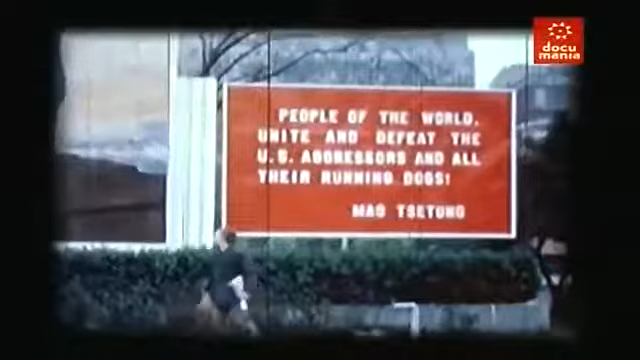 docu
mania
PEOPLE OF THE WORLD,
UNITE AND DEFEAT THE
U.S. AGGRESSORS AND ALL
THEIR RUNNING DOGS!
MAO TSETUNG